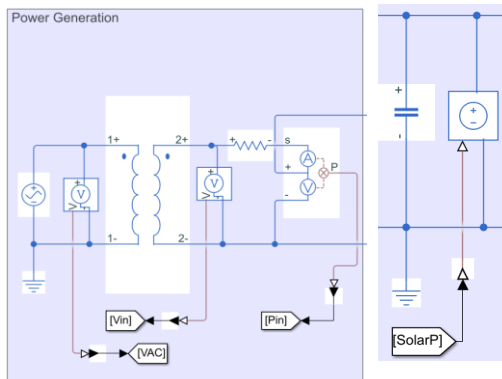 Power Generation
1+
2+
+
-
s
A
P
+
V
-
+
V
V
+
V
V
1-
2-
[Vin]
[Pin]
[VAC]
+
-
+
-
[SolarP]